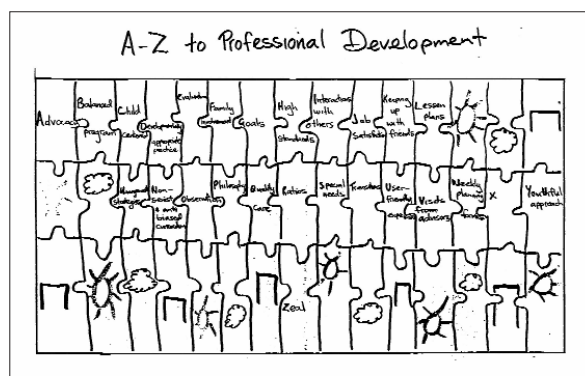 A-Z to Professional Development
Advocacy
Balanced
program
Child
centered
Developmentally
appropriate
practice
evaluation
Family
involvement
Goals
High
standards
Interaction
with
others
Job
satisfaction
Keeping
up
with
friends
Lesson
plans
Management
strategies
Non-
sexist
& anti
biased
curriculum
Observations
Philosophy
Quality
care
Ratios
Special
needs
Transitions
User-
friendly
Visits
from
advisors
Weekly
planning
X
Youthful
approach
Zeal